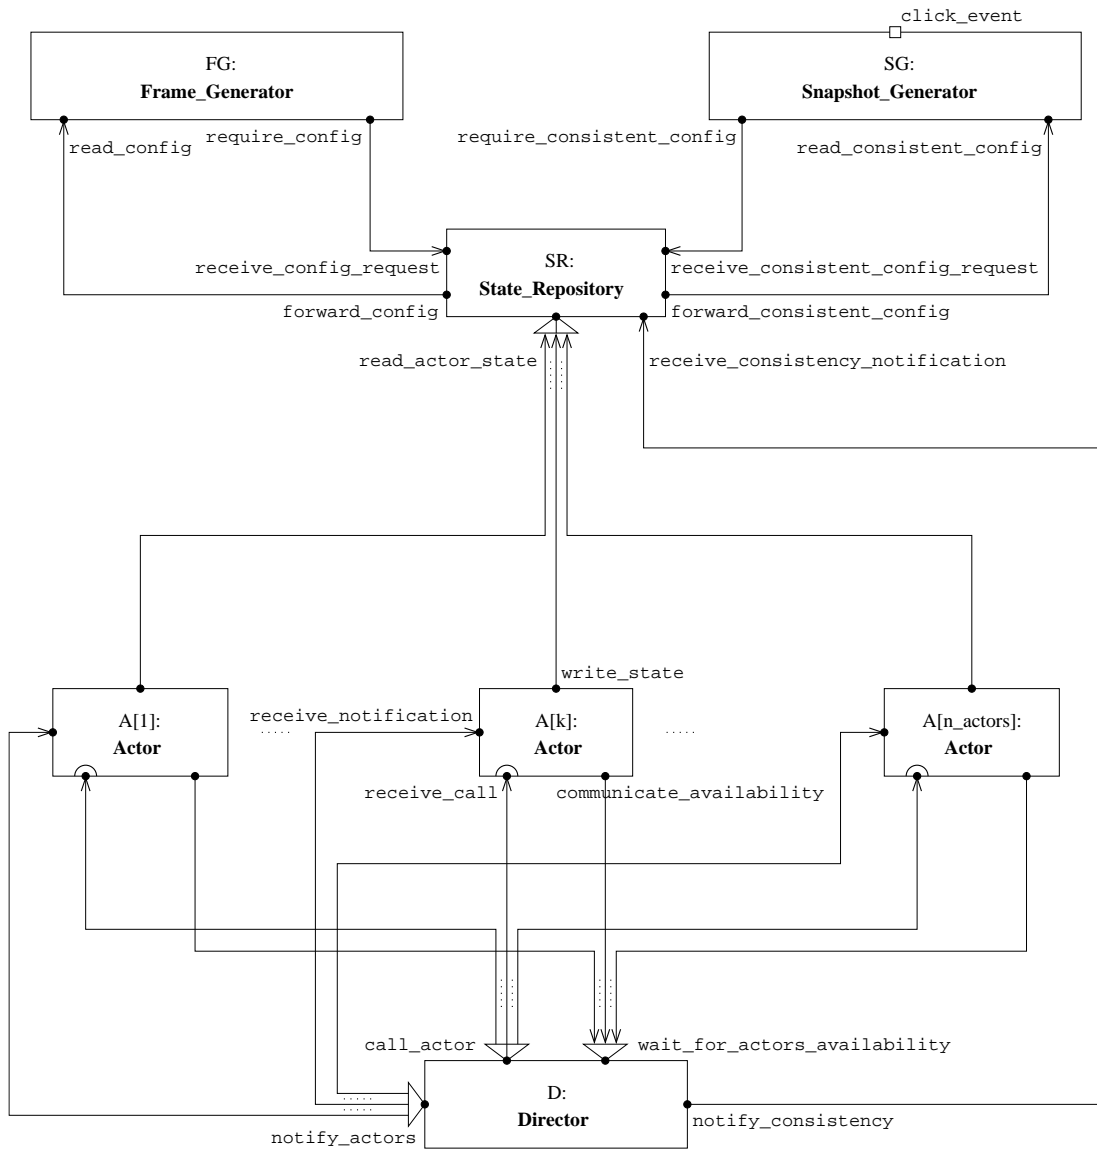 click_event
FG:
Frame_Generator
SG:
Snapshot_Generator
read_config
require_config
require_consistent_config
read_consistent_config
SR:
State_Repository
receive_config_request
receive_consistent_config_request
forward_config
forward_consistent_config
read_actor_state
receive_consistency_notification
write_state
A[1]:
Actor
receive_notification
A[k]:
Actor
A[n_actors]:
Actor
receive_call
communicate_availability
call_actor
wait_for_actors_availability
D:
Director
notify_actors
notify_consistency